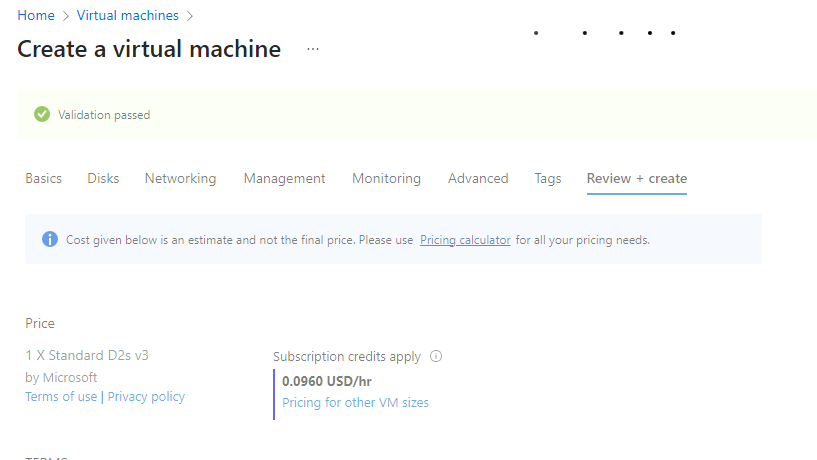 Home > Virtual machines >
Create a virtual machine ...
Validation passed
Basics Disks Networking Management Monitoring Advanced Tags Review + create
Cost given below is an estimate and not the final price. Please use Pricing calculator for all your pricing needs.
Price
1 X Standard D2s v3
by Microsoft
Terms of use | Privacy policy
Subscription credits apply
0.0960 USD/hr
Pricing for other VM sizes
TERMS